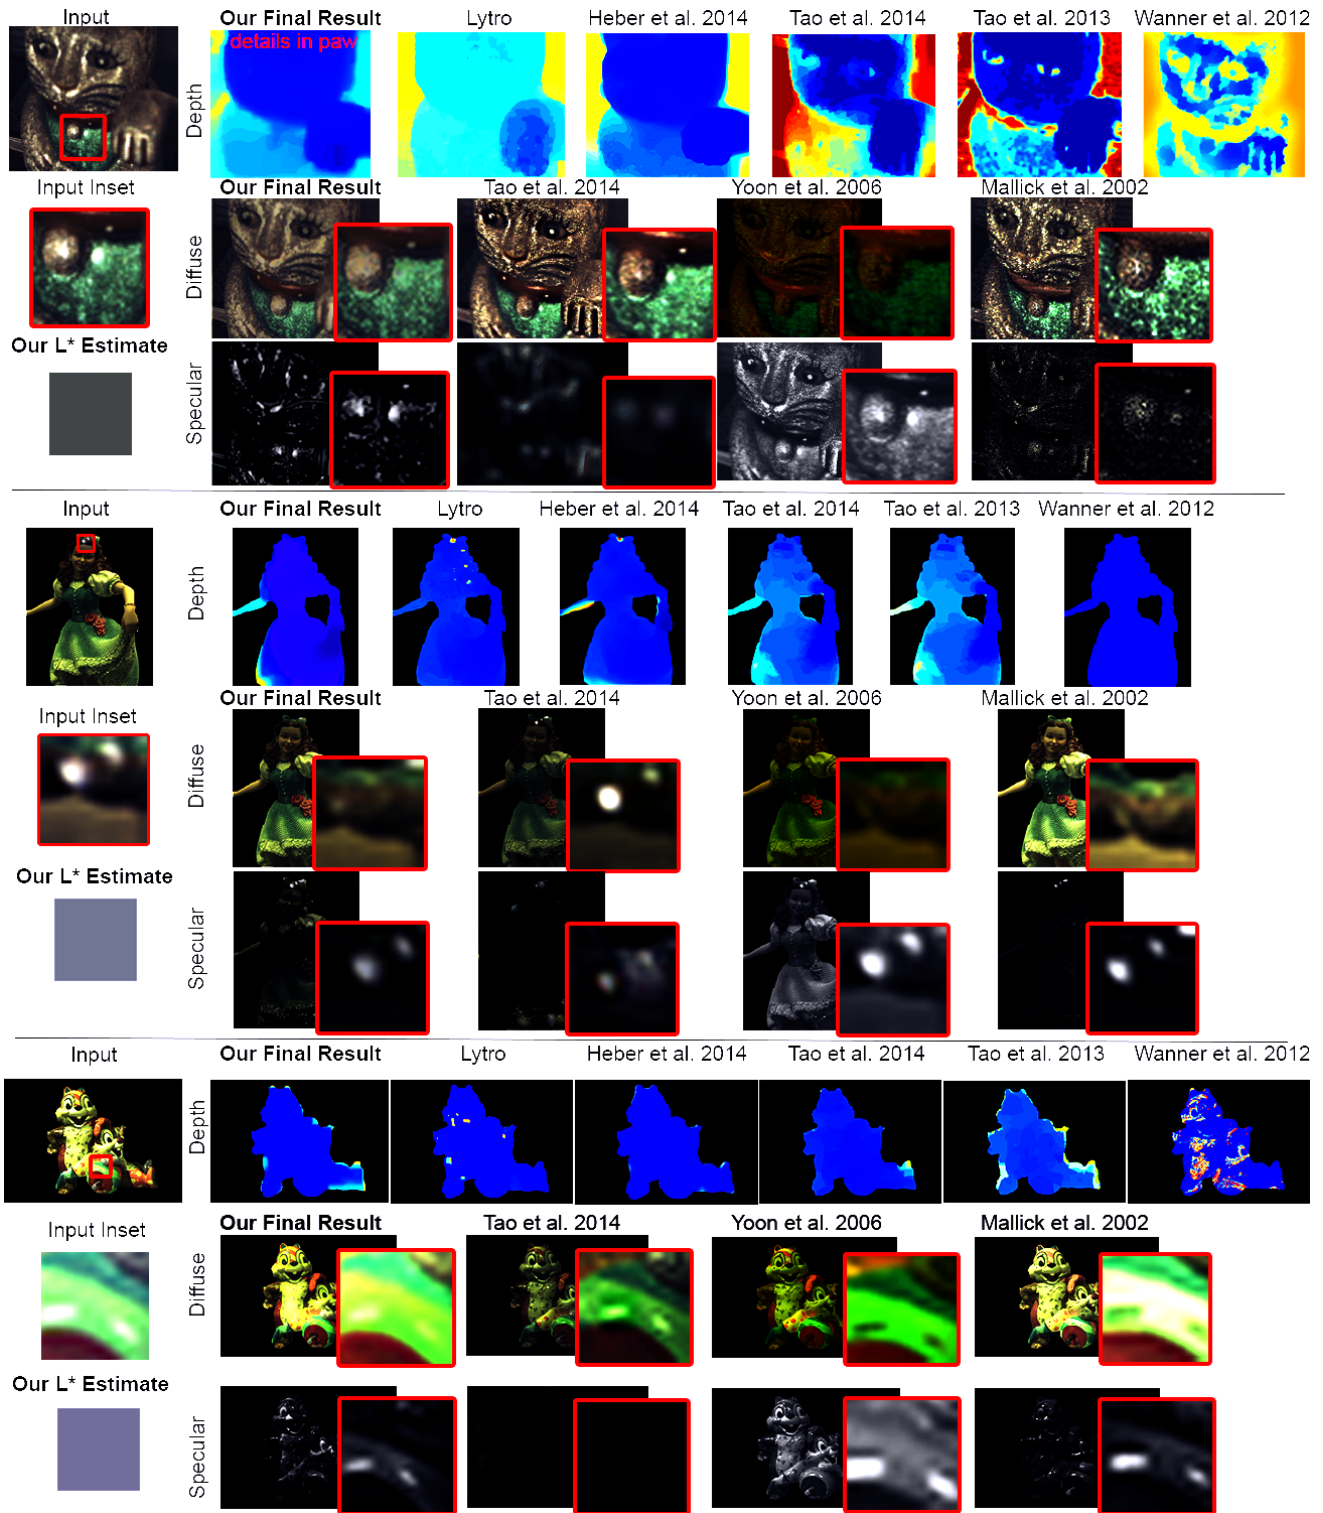 Input Our Final Result Lytro Heber et al. 2014 Tao et al. 2014 Tao et al. 2013 Wanner et al. 2012
details in paw
Depth
Input Inset Our Final Result Tao et al. 2014 Yoon et al. 2006 Mallick et al. 2002
Diffuse
Our L* Estimate
Specular
Input Our Final Result Lytro Heber et al. 2014 Tao et al. 2014 Tao et al. 2013 Wanner et al. 2012
Depth
Our Final Result Tao et al. 2014 Yoon et al. 2006 Mallick et al. 2002
Input Inset
Diffuse
Our L* Estimate
Specular
Input Our Final Result Lytro Heber et al. 2014 Tao et al. 2014 Tao et al. 2013 Wanner et al. 2012
Depth
Input Inset Our Final Result Tao et al. 2014 Yoon et al. 2006 Mallick et al. 2002
Diffuse
Our L* Estimate
Specular